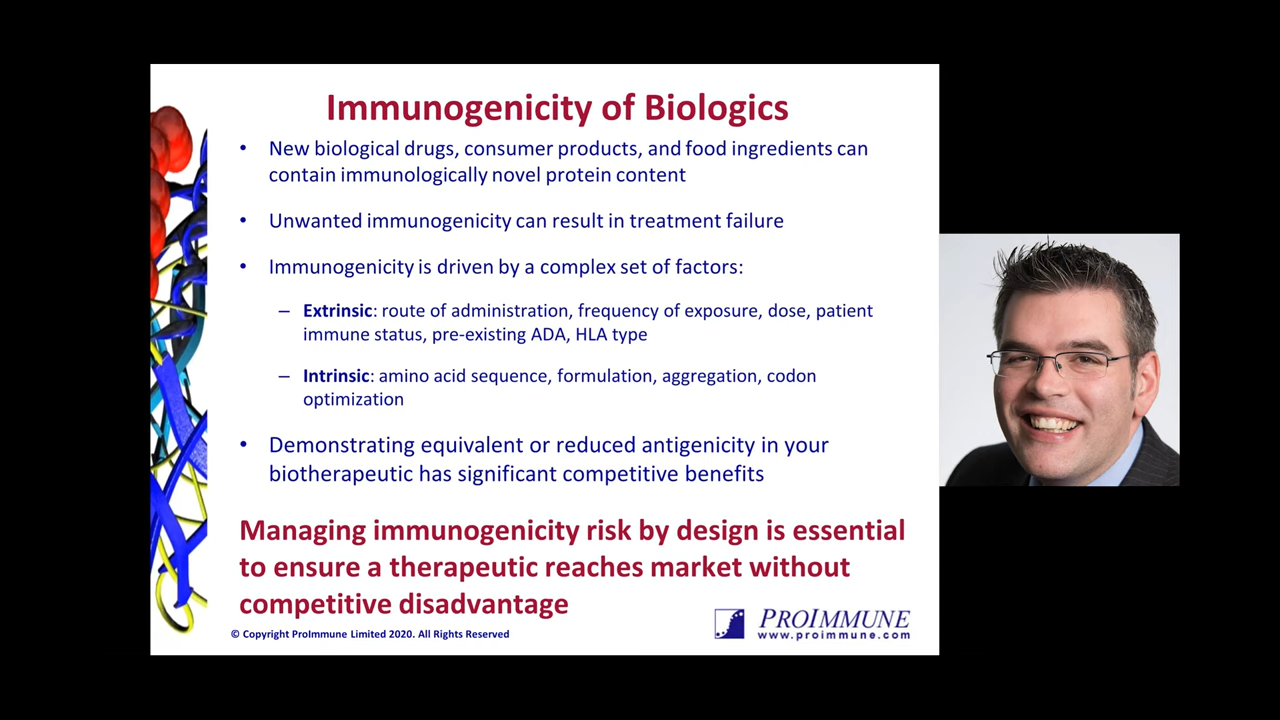 Immunogenicity of Biologics
• New biological drugs, consumer products, and food ingredients can
contain immunologically novel protein content
• Unwanted immunogenicity can result in treatment failure
• Immunogenicity is driven by a complex set of factors:
– Extrinsic: route of administration, frequency of exposure, dose, patient
immune status, pre-existing ADA, HLA type
– Intrinsic: amino acid sequence, formulation, aggregation, codon
optimization
• Demonstrating equivalent or reduced antigenicity in your
biotherapeutic has significant competitive benefits
Managing immunogenicity risk by design is essential
to ensure a therapeutic reaches market without
competitive disadvantage
© Copyright ProImmune Limited 2020. All Rights Reserved
PROIMMUNE
www.proimmune.com